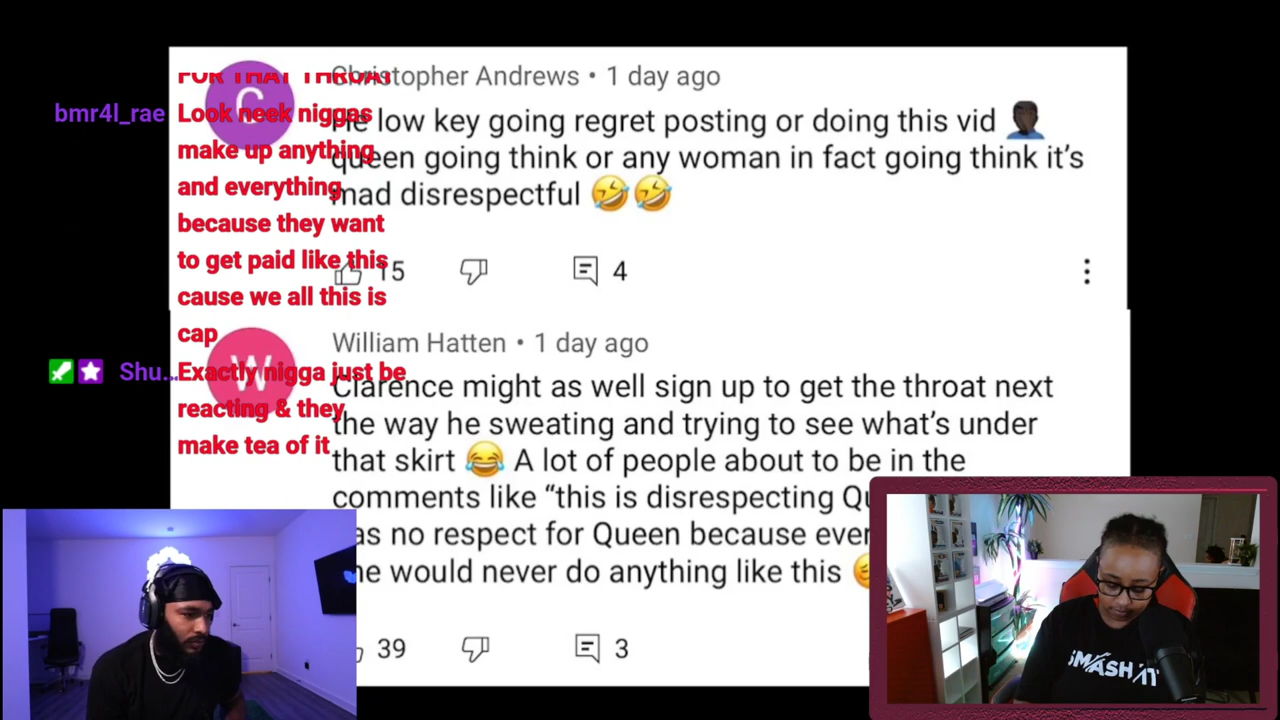 Christopher Andrews • 1 day ago
low key going regret posting or doing this vid
queen going think or any woman in fact going think it's
mad disrespectful 🤣🤣
15
4
William Hatten • 1 day ago
Clarence might as well sign up to get the throat next
the way he sweating and trying to see what's under
that skirt 😂 A lot of people about to be in the
comments like “this is disrespecting
no respect for Queen because
would never do anything like this
39
3
FOR THAT THROAT
bmr4l_rae Look neek niggas
make up anything
and everything
because they want
to get paid like this
cause we all this is
cap
Shu... Exactly nigga just be
reacting & they
make tea of it
C
W
SMASH IT